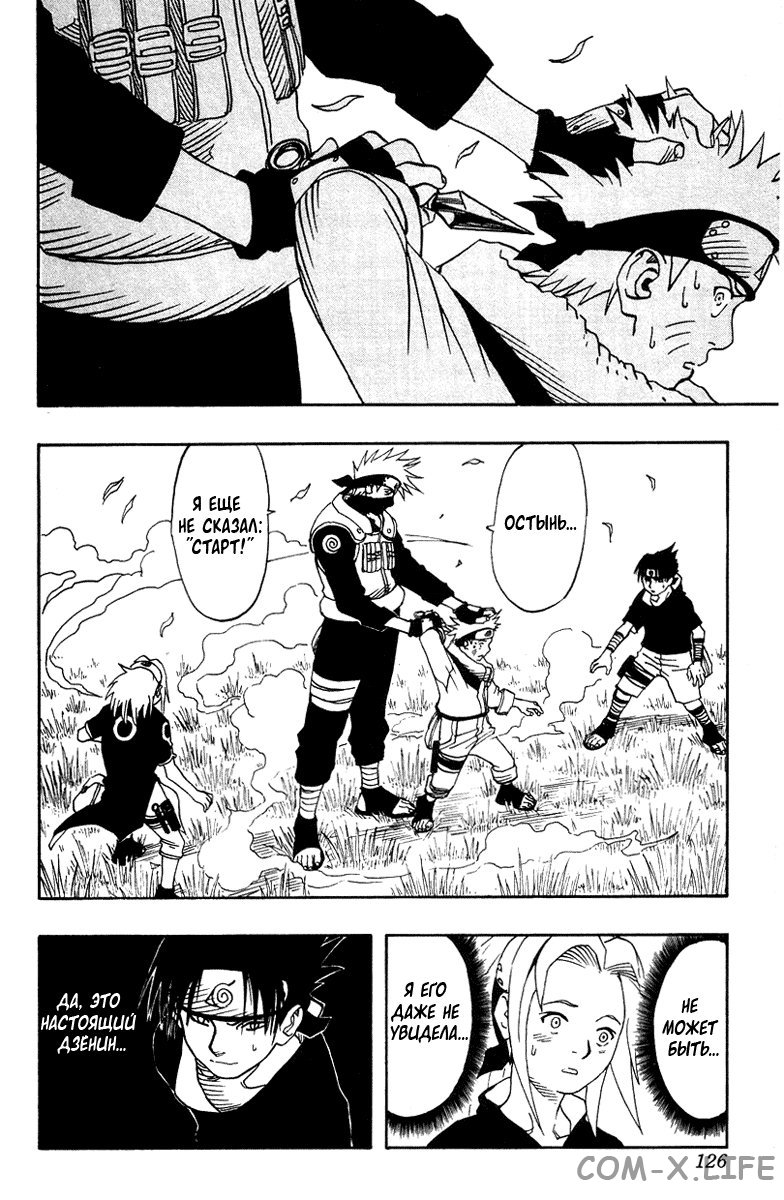 ОСТЫНЬ...
Я ЕЩЕ
НЕ СКАЗАЛ:
"СТАРТ!"
НЕ
МОЖЕТ
БЫТЬ...
Я ЕГО
ДАЖЕ НЕ
УВИДЕЛА...
ДА, ЭТО
НАСТОЯЩИЙ
ДЗЕНИН...
126
COM-X.LIFE